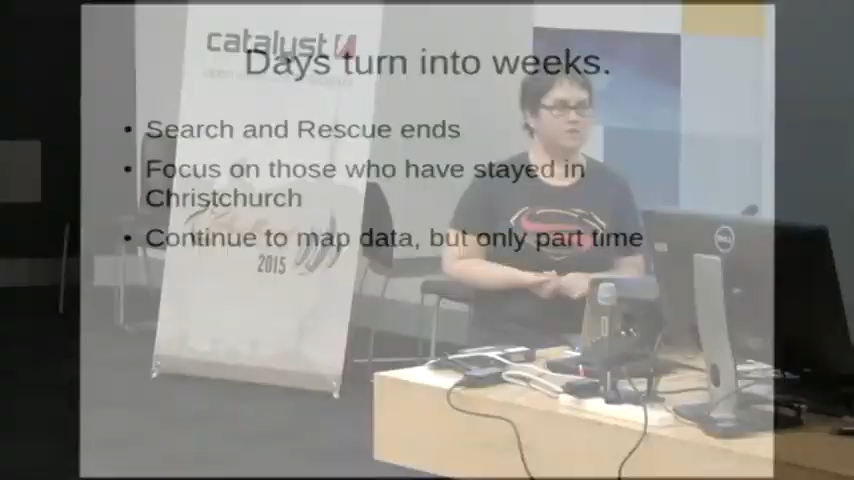 catalyst
Days turn into weeks.
• Search and Rescue ends
• Focus on those who have stayed in
Christchurch
• Continue to map data, but only part time
2015
DELL